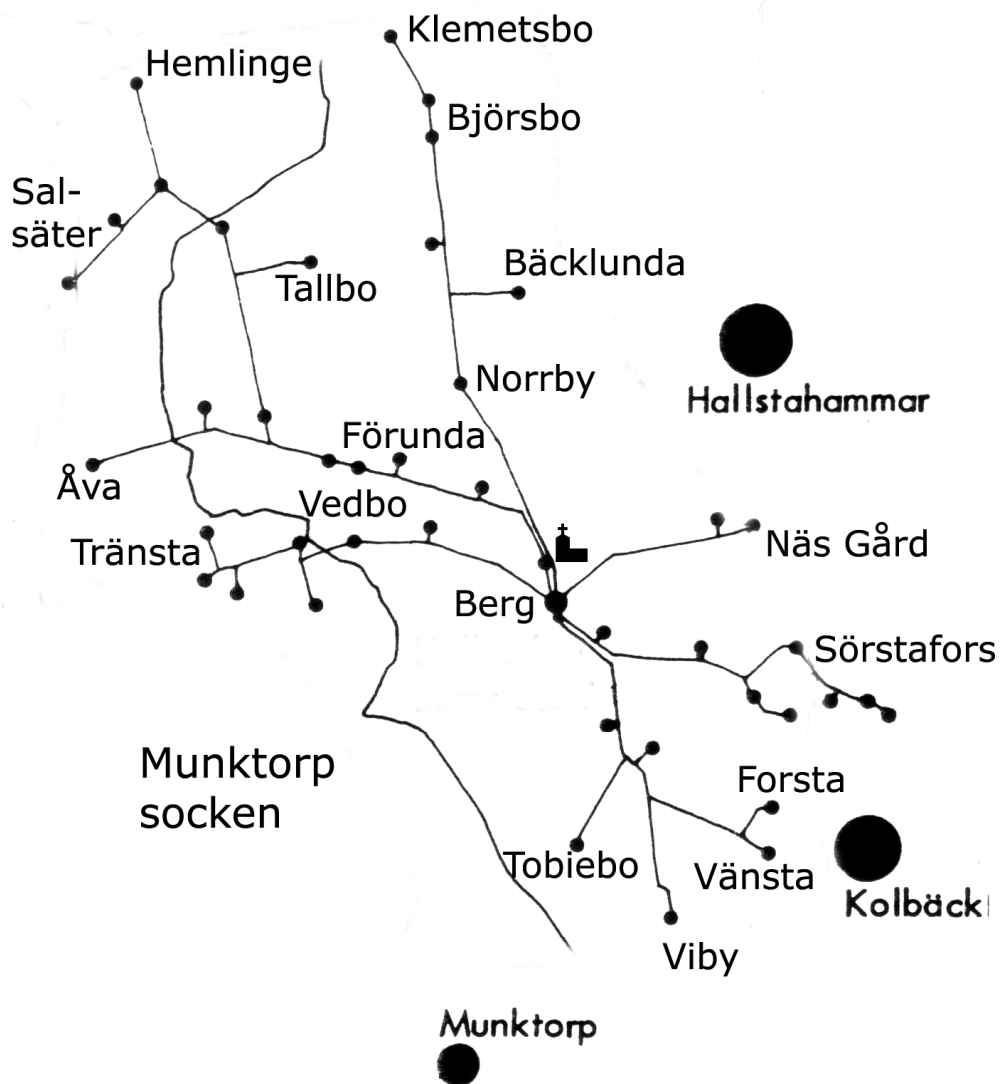 Klemetsbo
Hemlinge
Björsbo
Sal-
säter
Bäcklunda
Tallbo
Norrby
Hallstahammar
Förunda
Åva
Vedbo
Tränsta
Näs Gård
Berg
Sörstafors
Munktorp
socken
Forsta
Tobiebo
Vänsta
Kolbäck
Viby
Munktorp